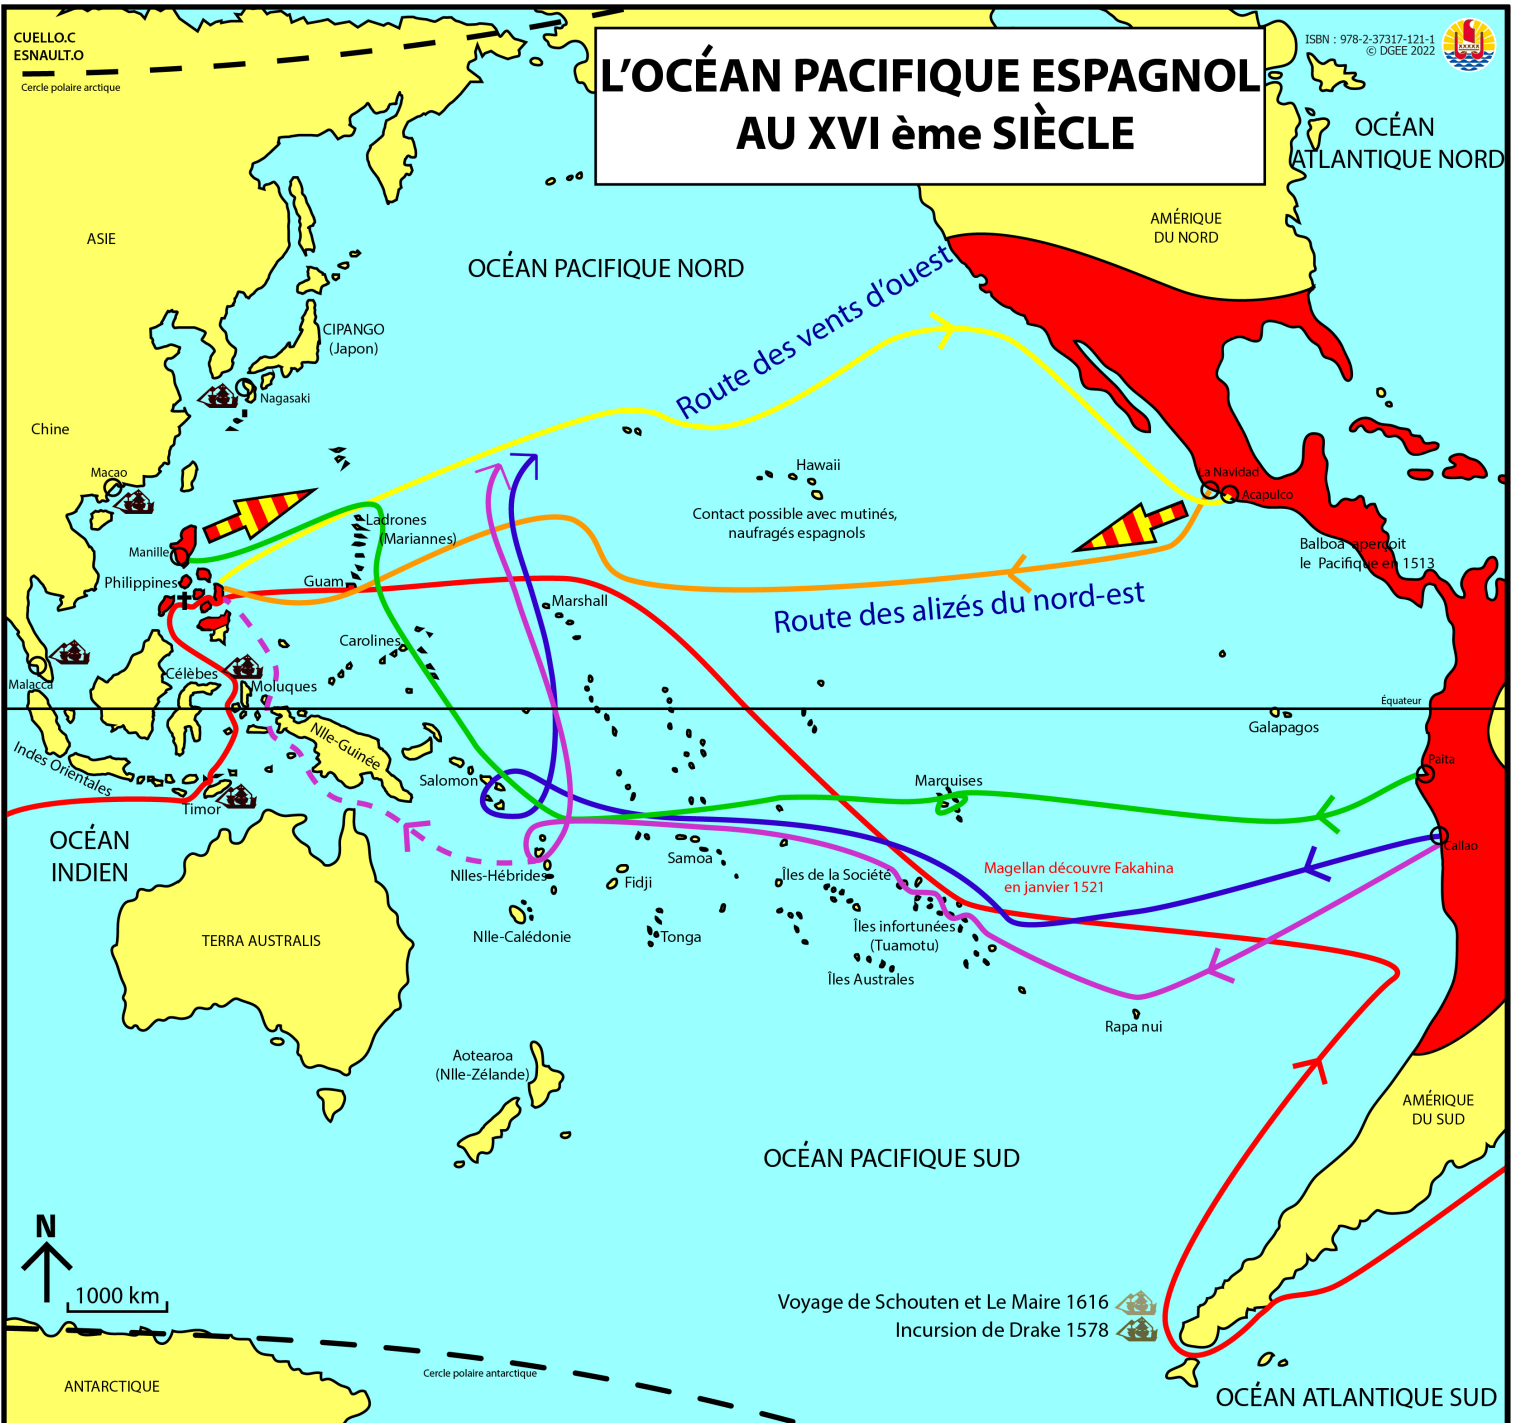 CUELLO.C
ESNAULT.O
Cercle polaire arctique
L’OCÉAN PACIFIQUE ESPAGNOL
AU XVI ème SIÈCLE
ISBN : 978-2-37317-121-1
© DGEE 2022
OCÉAN
ATLANTIQUE NORD
ASIE
AMÉRIQUE
DU NORD
OCÉAN PACIFIQUE NORD
Route des vents d’ouest
CIPANGO
(Japon)
Nagasaki
Chine
Macao
Hawaii
Contact possible avec mutinés,
naufragés espagnols
La Navidad
Acapulco
Ladrones
(Mariannes)
Manille
Balboa aperçoit
le Pacifique en 1513
Philippines
Guam
Marshall
Route des alizés du nord-est
Carolines
Malacca
Célèbes
Moluques
Équateur
Galapagos
Nlle-Guinée
Indes Orientales
Salomon
Marquises
Paita
Timor
OCÉAN
INDIEN
Callao
Samoa
Magellan découvre Fakahina
en janvier 1521
Nlles-Hébrides
Fidji
Îles de la Société
TERRA AUSTRALIS
Nlle-Calédonie
Tonga
Îles infortunées
(Tuamotu)
Îles Australes
Rapa nui
Aotearoa
(Nlle-Zélande)
AMÉRIQUE
DU SUD
OCÉAN PACIFIQUE SUD
N
1000 km
Voyage de Schouten et Le Maire 1616
Incursion de Drake 1578
Cercle polaire antarctique
ANTARCTIQUE
OCÉAN ATLANTIQUE SUD